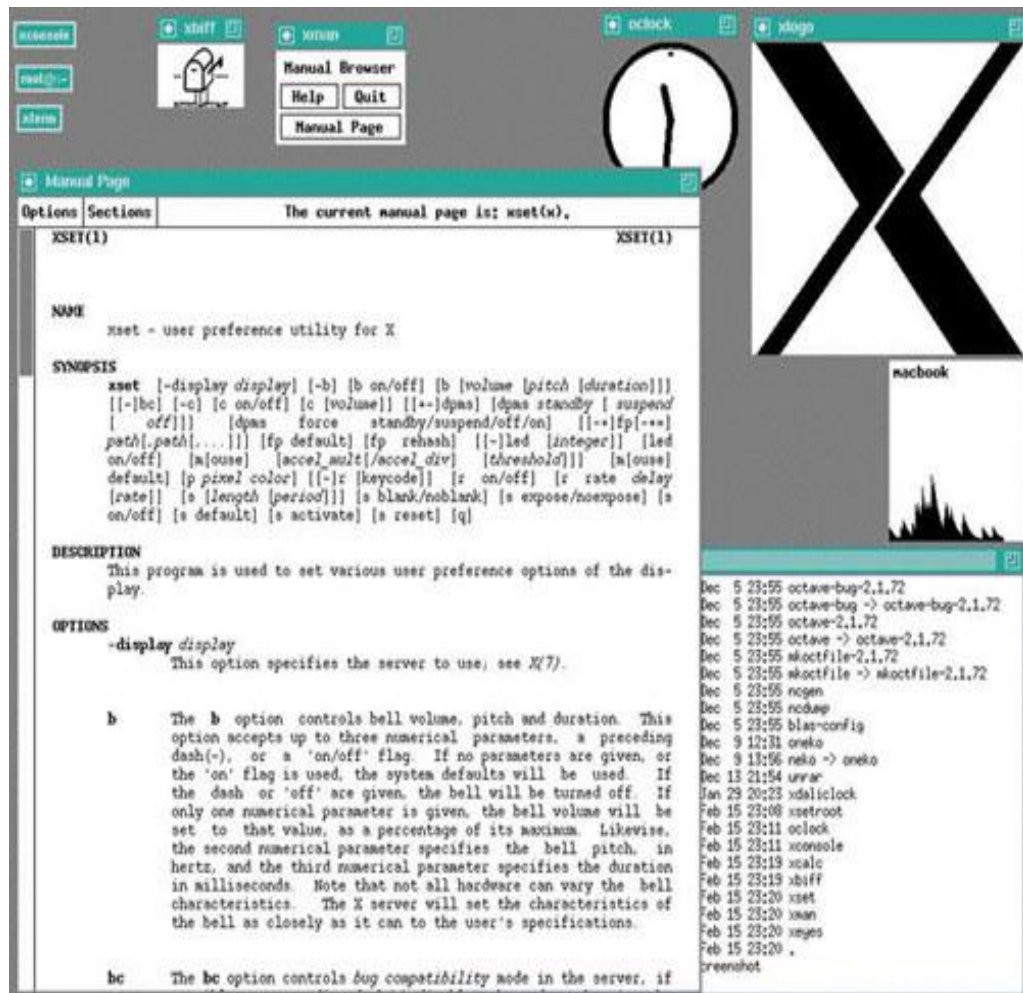 xconsole
xbiff
xman
oclock
xlogo
root@:~
Manual Browser
Help Quit
xterm
Manual Page
Manual Page
Options Sections The current manual page is: xset(x).
XSET(1) XSET(1)
NAME
xset - user preference utility for X
SYNOPSIS
xset [-display display] [-b] [b on/off] [b [volume [pitch [duration]]]
[[-]bc] [-c] [c on/off] [c [volume]] [[+-]dpms] [dpms standby [ suspend
[ off]]] [dpms force standby/suspend/off/on] [[-+]fp[-+=]
path[,path[,...]]] [fp default] [fp rehash] [[-]led [integer]] [led
on/off] [m[ouse] [accel_mult[/accel_div] [threshold]]] [m[ouse]
default] [p pixel color] [[-]r [keycode]] [r on/off] [r rate delay
[rate]] [s [length [period]]] [s blank/noblank] [s expose/noexpose] [s
on/off] [s default] [s activate] [s reset] [q]
DESCRIPTION
This program is used to set various user preference options of the dis-
play.
OPTIONS
-display display
This option specifies the server to use; see X(7).
b The b option controls bell volume, pitch and duration. This
option accepts up to three numerical parameters, a preceding
dash(-), or a 'on/off' flag. If no parameters are given, or
the 'on' flag is used, the system defaults will be used. If
the dash or 'off' are given, the bell will be turned off. If
only one numerical parameter is given, the bell volume will be
set to that value, as a percentage of its maximum. Likewise,
the second numerical parameter specifies the bell pitch, in
hertz, and the third numerical parameter specifies the duration
in milliseconds. Note that not all hardware can vary the bell
characteristics. The X server will set the characteristics of
the bell as closely as it can to the user's specifications.
bc The bc option controls bug compatibility mode in the server, if
macbook
Dec 5 23:55 octave-bug-2.1.72
Dec 5 23:55 octave-bug -> octave-bug-2.1.72
Dec 5 23:55 octave-2.1.72
Dec 5 23:55 octave -> octave-2.1.72
Dec 5 23:55 mkoctfile-2.1.72
Dec 5 23:55 mkoctfile -> mkoctfile-2.1.72
Dec 5 23:55 ncgen
Dec 5 23:55 ncdump
Dec 5 23:55 blas-config
Dec 9 12:31 oneko
Dec 9 13:56 neko -> oneko
Dec 13 21:54 unrar
Jan 29 20:23 xdaliclock
Feb 15 23:08 xsetroot
Feb 15 23:11 oclock
Feb 15 23:11 xconsole
Feb 15 23:19 xcalc
Feb 15 23:19 xbiff
Feb 15 23:20 xset
Feb 15 23:20 xman
Feb 15 23:20 xeyes
Feb 15 23:20 .
creenshot